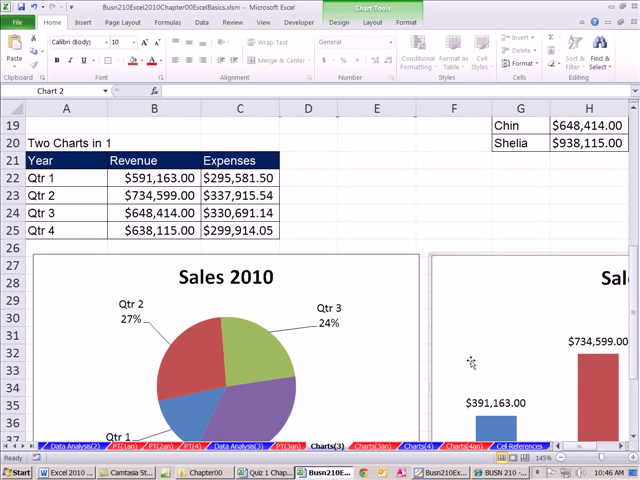 Busn210Excel2010Chapter00ExcelBasics.xlsm - Microsoft Excel
Chart Tools
File Home Insert Page Layout Formulas Data Review View Developer Design Layout Format
Calibri (Body) 10 Wrap Text General Insert
Delete
Paste B I U Merge & Center $ % Conditional Formatting Format as Table Cell Styles Format Sort & Filter Find & Select
Clipboard Font Alignment Number Styles Cells Editing
Chart 2 fx
A B C D E F G H
19 Chin $648,414.00
20 Two Charts in 1 Shelia $938,115.00
21 Year Revenue Expenses
22 Qtr 1 $591,163.00 $295,581.50
23 Qtr 2 $734,599.00 $337,915.54
24 Qtr 3 $648,414.00 $330,691.14
25 Qtr 4 $638,115.00 $299,914.05
26
27
28 Sales 2010 Sal
29
30 Qtr 2 27% Qtr 3 24%
31
32 $734,599.00
33
34
35 $391,163.00
36
37 Qtr 1
Data Analysis(2) PT(1an) PT(2an) PT(4) Data Analysis(3) PT(3an) Charts(3) Charts(3an) Charts(4) Charts(4an) Cell References
Ready 145%
Start Excel 2010 ... Camtasia St... Chapter00 Quiz 1 Chap... Busn210E... Busn210Ex... BUSN 210 -... 10:46 AM